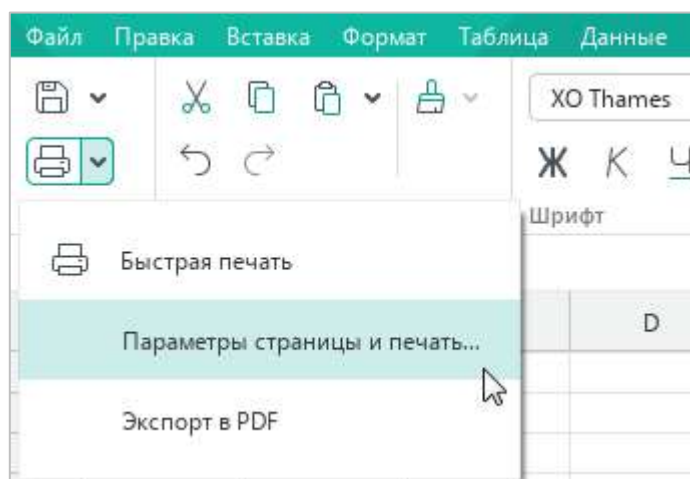 Файл Правка Вставка Формат Таблица Данные
XO Thames
Ж К Ч
Шрифт
Быстрая печать
D
Параметры страницы и печать...
Экспорт в PDF